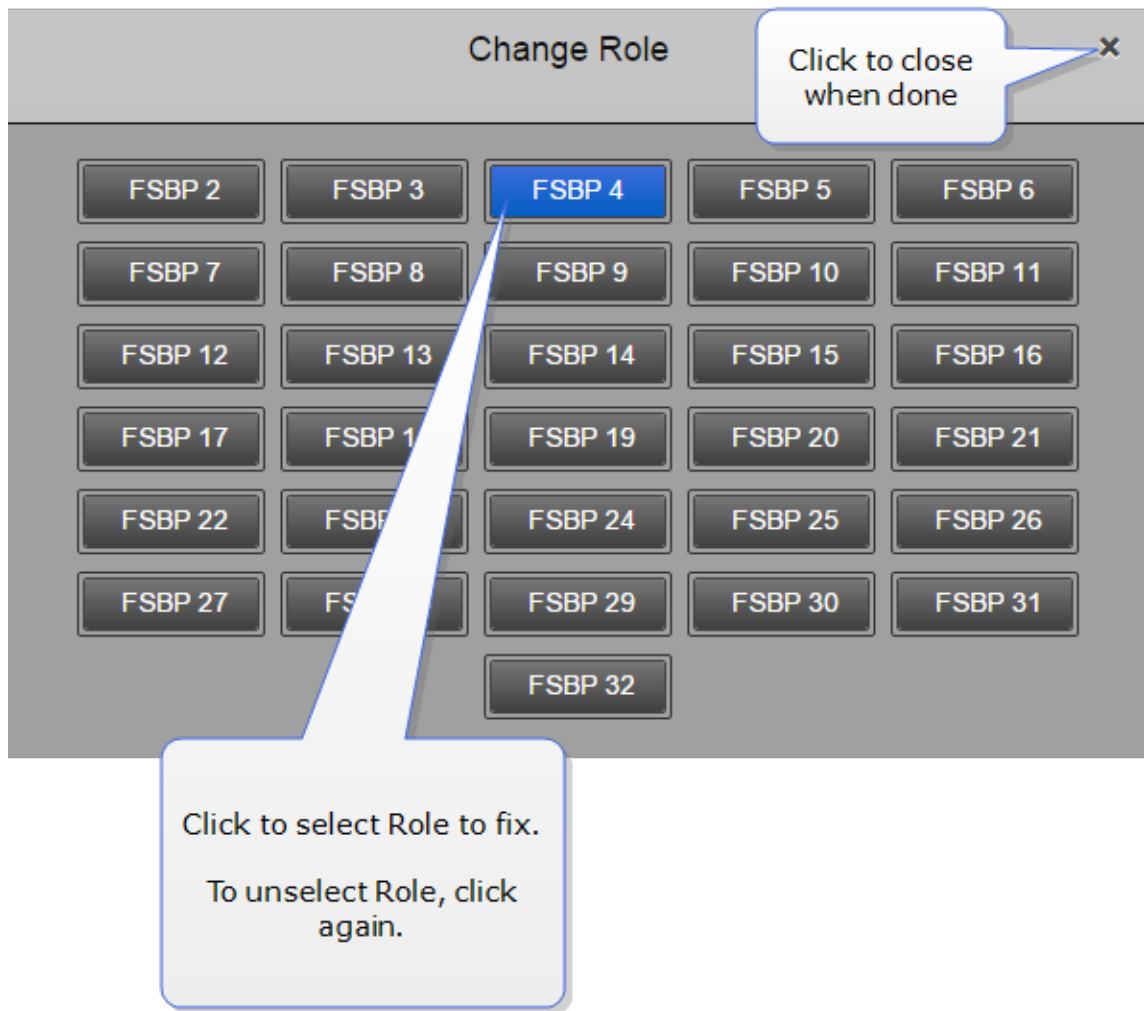 Change Role
Click to close
when done
FSBP 2 FSBP 3 FSBP 4 FSBP 5 FSBP 6
FSBP 7 FSBP 8 FSBP 9 FSBP 10 FSBP 11
FSBP 12 FSBP 13 FSBP 14 FSBP 15 FSBP 16
FSBP 17 FSBP FSBP 19 FSBP 20 FSBP 21
FSBP 22 FSBP 24 FSBP 25 FSBP 26
FSBP 27 FSBP 29 FSBP 30 FSBP 31
FSBP 32
Click to select Role to fix.
To unselect Role, click
again.